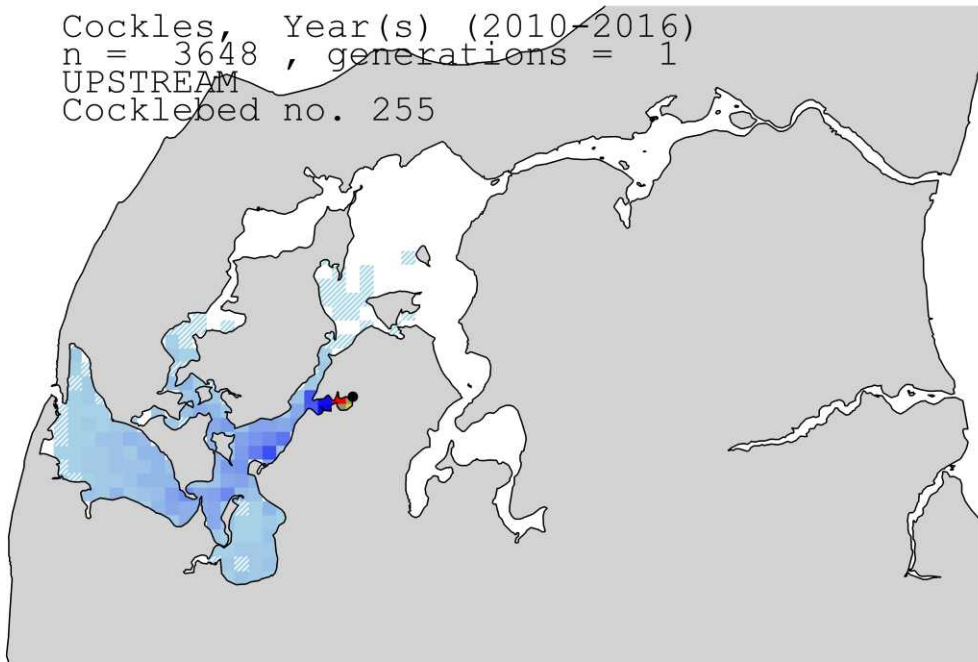 Cockles, Year(s) (2010-2016)
n = 3648 , generations = 1
UPSTREAM
Cocklebed no. 255